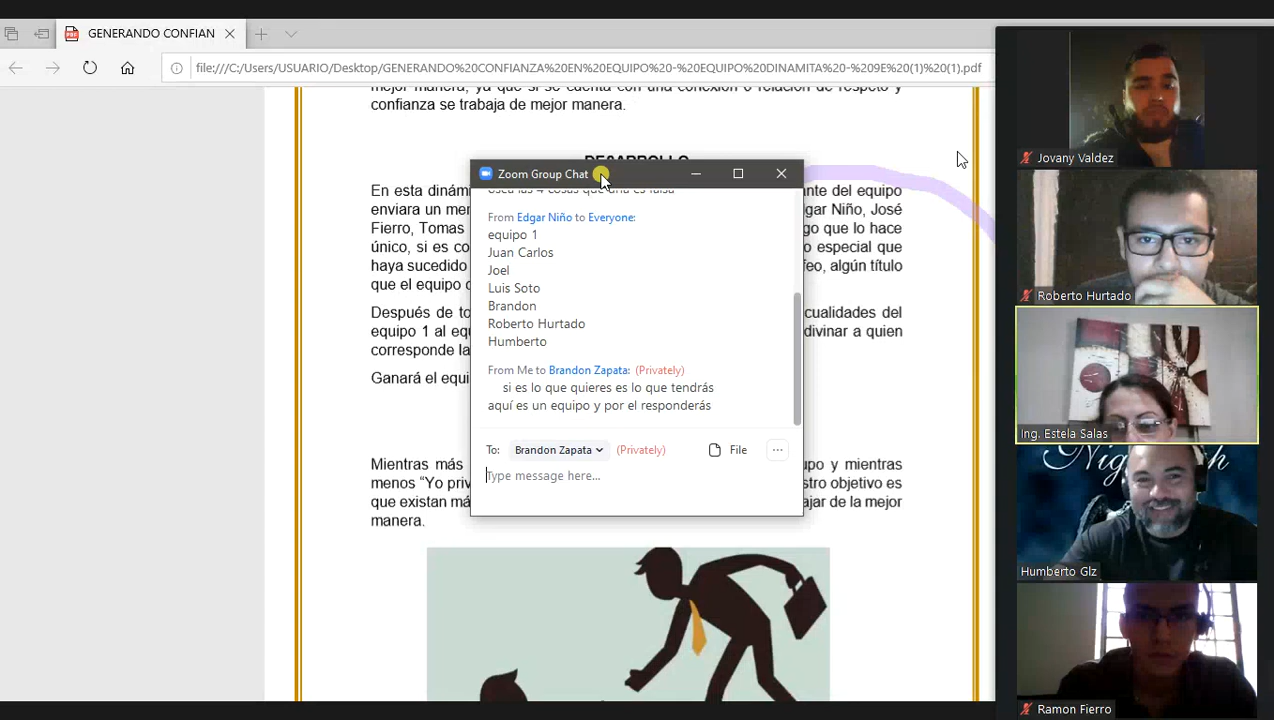 GENERANDO CONFIAN
file:///C:/Users/USUARIO/Desktop/GENERANDO%20CONFIANZA%20EN%20EQUIPO%20-%20EQUIPO%20DINAMITA%20-%209E%20(1)%20(1).pdf
confianza se trabaja de mejor manera.
DESARROLLO
En esta dinámi
ante del equipo
enviara un men
gar Niño, José
Fierro, Tomas
go que lo hace
único, si es co
o especial que
haya sucedido
feo, algún título
que el equipo c
Después de to
cualidades del
equipo 1 al equ
divinar a quien
corresponde la
Ganará el equi
Mientras más
upo y mientras
menos “Yo priv
stro objetivo es
que existan má
ajar de la mejor
manera.
Zoom Group Chat
From Edgar Niño to Everyone:
equipo 1
Juan Carlos
Joel
Luis Soto
Brandon
Roberto Hurtado
Humberto
From Me to Brandon Zapata: (Privately)
si es lo que quieres es lo que tendrás
aquí es un equipo y por el responderás
To: Brandon Zapata (Privately) File
Type message here...
Jovany Valdez
Roberto Hurtado
Ing. Estela Salas
Humberto Glz
Ramon Fierro